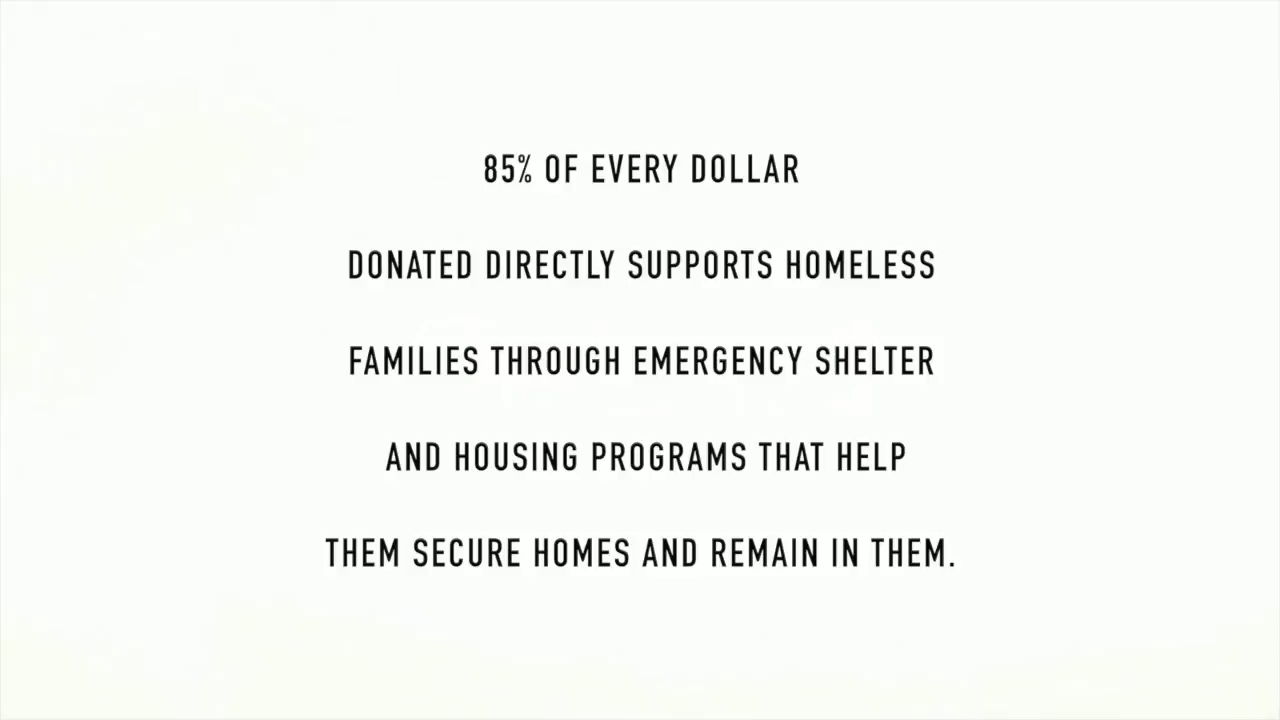 85% OF EVERY DOLLAR
DONATED DIRECTLY SUPPORTS HOMELESS
FAMILIES THROUGH EMERGENCY SHELTER
AND HOUSING PROGRAMS THAT HELP
THEM SECURE HOMES AND REMAIN IN THEM.